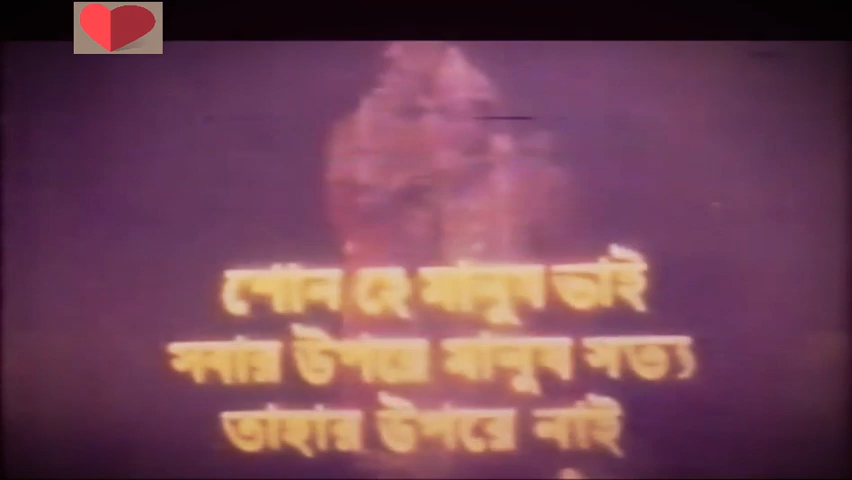 শোন হে মানুষ ভাই
সবার উপরে মানুষ সত্য
তাহার উপরে নাই